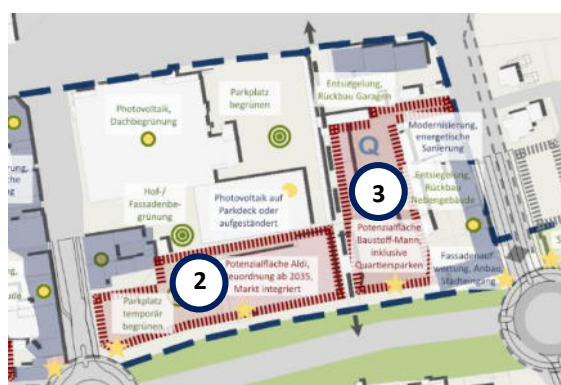 Parkplatz
begrünen
Entsiegelung,
Rückbau Garagen
Photovoltaik,
Dachbegrünung
Q
Modernisierung,
energetische
Sanierung
3
Entsiegelung,
Rückbau
Nebengebäude
Hof-/
Fassadenbe-
grünung
Photovoltaik auf
Parkdeck oder
aufgeständert
Potenzialfläche
Baustoff-Mann,
inklusive
Quartiersparken
Fassadenauf-
wertung, Anbau,
Stadteingang
2
Potenzialfläche Aldi,
ab 2035,
Markt integriert
Parkplatz
temporär
begrünen